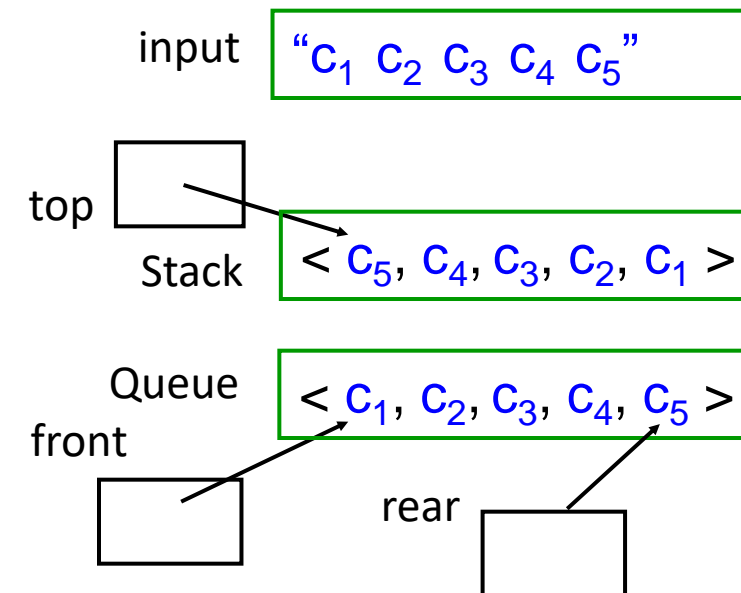 input “c₁ c₂ c₃ c₄ c₅”
top
Stack < c₅, c₄, c₃, c₂, c₁ >
Queue < c₁, c₂, c₃, c₄, c₅ >
front
rear